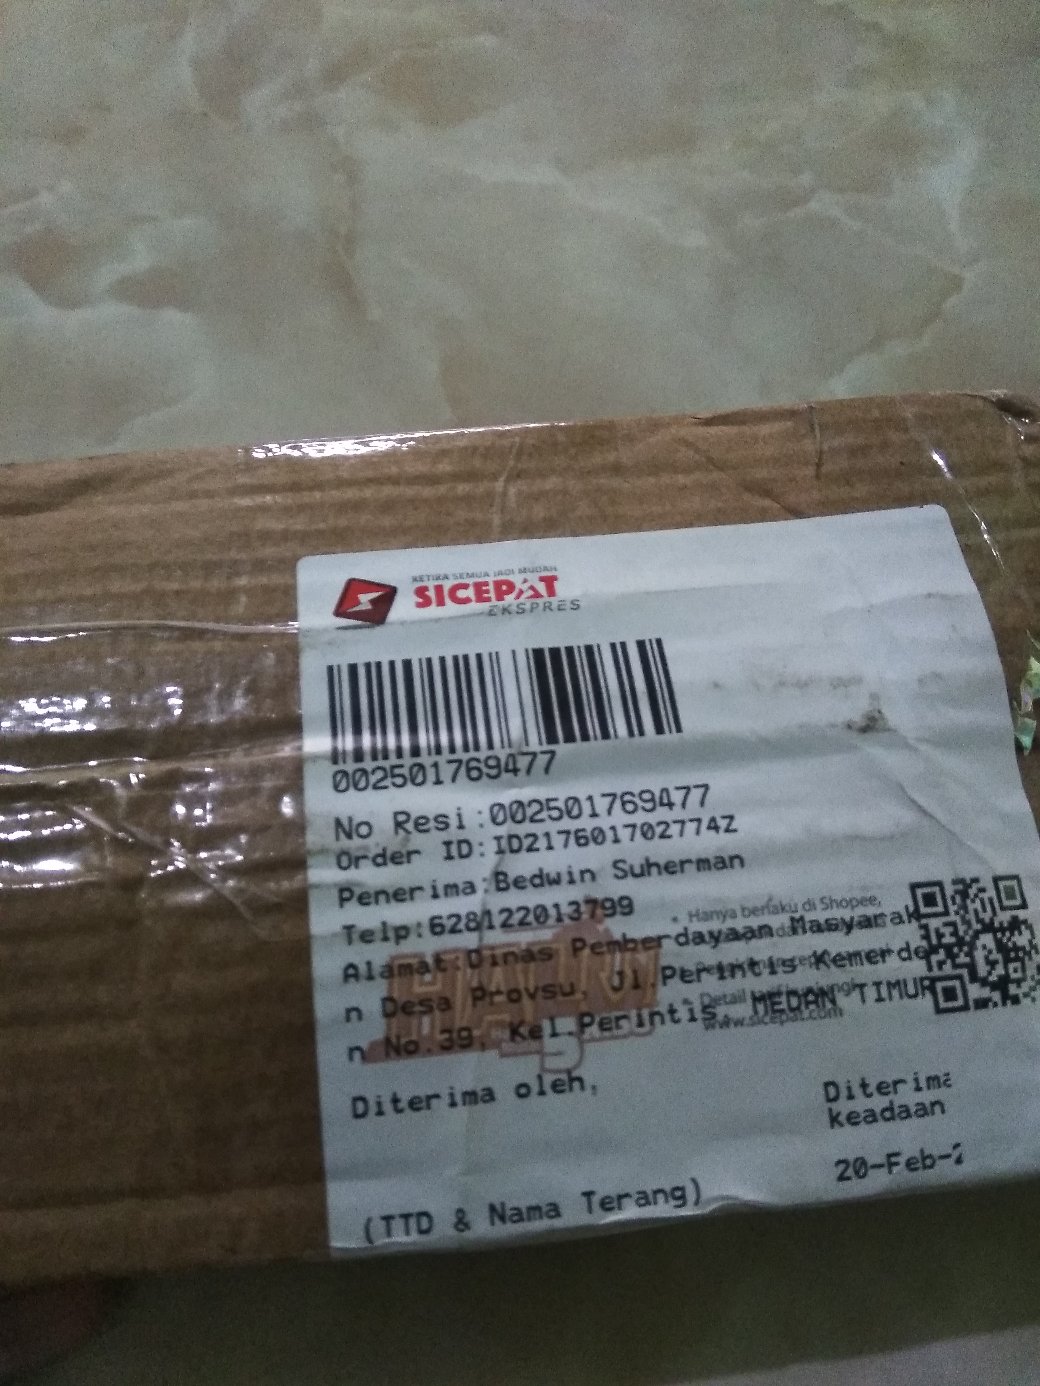 KETIKA SEMUA JADI MUDAH
SICEPAT
EKSPRES
002501769477
No Resi:002501769477
Order ID:ID217601702774Z
Penerima:Bedwin Suherman
Telp:628122013799
Alamat:Dinas Pemberdayaan Masyarak
n Desa Provsu, Jl.Perintis Kemerde
n No.39, Kel.Perintis, MEDAN TIMUR
Hanya berlaku di Shopee,
Detail
www.sicepat.com
Diterima oleh,
Diterima
keadaan
20-Feb-2
(TTD & Nama Terang)